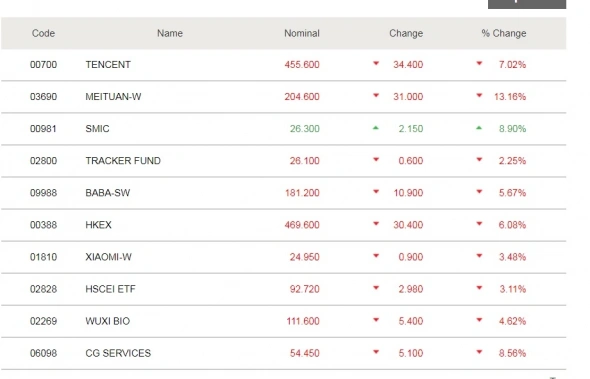 Code Name Nominal Change % Change
00700 TENCENT 455.600 34.400 7.02%
03690 MEITUAN-W 204.600 31.000 13.16%
00981 SMIC 26.300 2.150 8.90%
02800 TRACKER FUND 26.100 0.600 2.25%
09988 BABA-SW 181.200 10.900 5.67%
00388 HKEX 469.600 30.400 6.08%
01810 XIAOMI-W 24.950 0.900 3.48%
02828 HSCEI ETF 92.720 2.980 3.11%
02269 WUXI BIO 111.600 5.400 4.62%
06098 CG SERVICES 54.450 5.100 8.56%